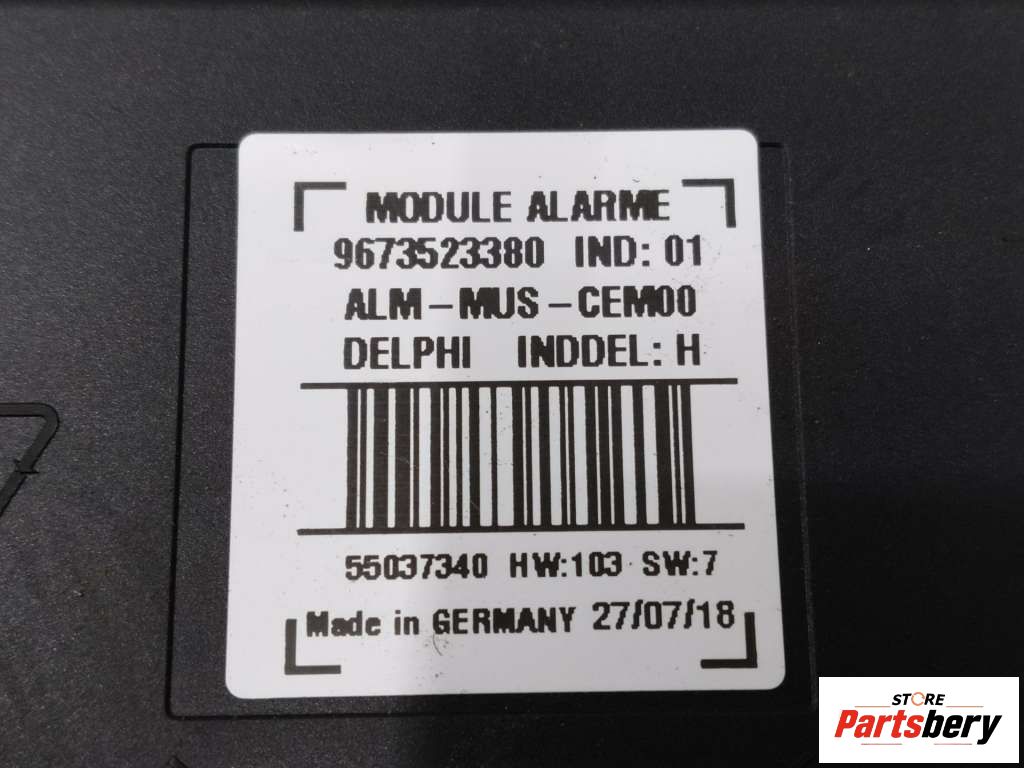 MODULE ALARME
9673523380 IND: 01
ALM-MUS-CEM00
DELPHI INDDEL: H
55037340 HW:103 SW:7
Made in GERMANY 27/07/18
STORE
Partsbery